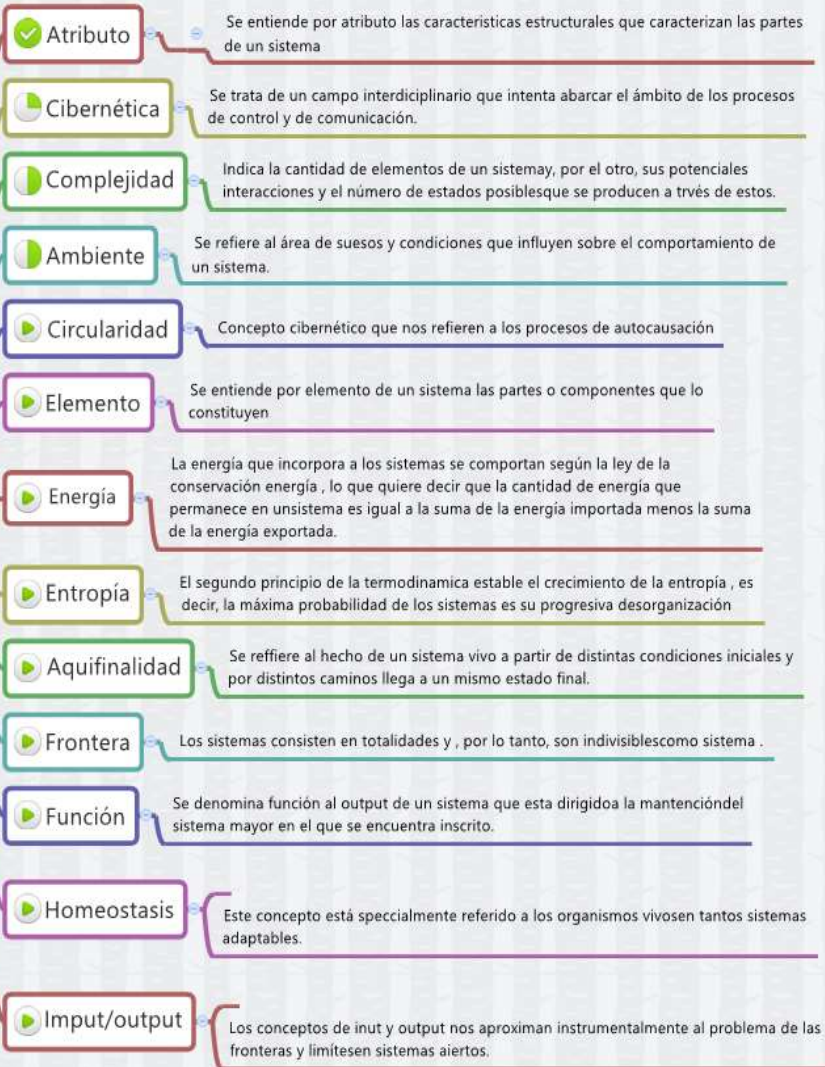 Atributo
Se entiende por atributo las caracteristicas estructurales que caracterizan las partes
de un sistema
Cibernética
Se trata de un campo interdiciplinario que intenta abarcar el ámbito de los procesos
de control y de comunicación.
Complejidad
Indica la cantidad de elementos de un sistemay, por el otro, sus potenciales
interacciones y el número de estados posiblesque se producen a trvés de estos.
Ambiente
Se refiere al área de suesos y condiciones que influyen sobre el comportamiento de
un sistema.
Circularidad
Concepto cibernético que nos refieren a los procesos de autocausación
Elemento
Se entiende por elemento de un sistema las partes o componentes que lo
constituyen
Energía
La energía que incorpora a los sistemas se comportan según la ley de la
conservación energía , lo que quiere decir que la cantidad de energía que
permanece en unsistema es igual a la suma de la energía importada menos la suma
de la energía exportada.
Entropía
El segundo principio de la termodinamica estable el crecimiento de la entropía , es
decir, la máxima probabilidad de los sistemas es su progresiva desorganización
Aquifinalidad
Se reffiere al hecho de un sistema vivo a partir de distintas condiciones iniciales y
por distintos caminos llega a un mismo estado final.
Frontera
Los sistemas consisten en totalidades y , por lo tanto, son indivisiblescomo sistema .
Función
Se denomina función al output de un sistema que esta dirigidoa la mantencióndel
sistema mayor en el que se encuentra inscrito.
Homeostasis
Este concepto está speccialmente referido a los organismos vivosen tantos sistemas
adaptables.
Imput/output
Los conceptos de inut y output nos aproximan instrumentalmente al problema de las
fronteras y limítesen sistemas aiertos.